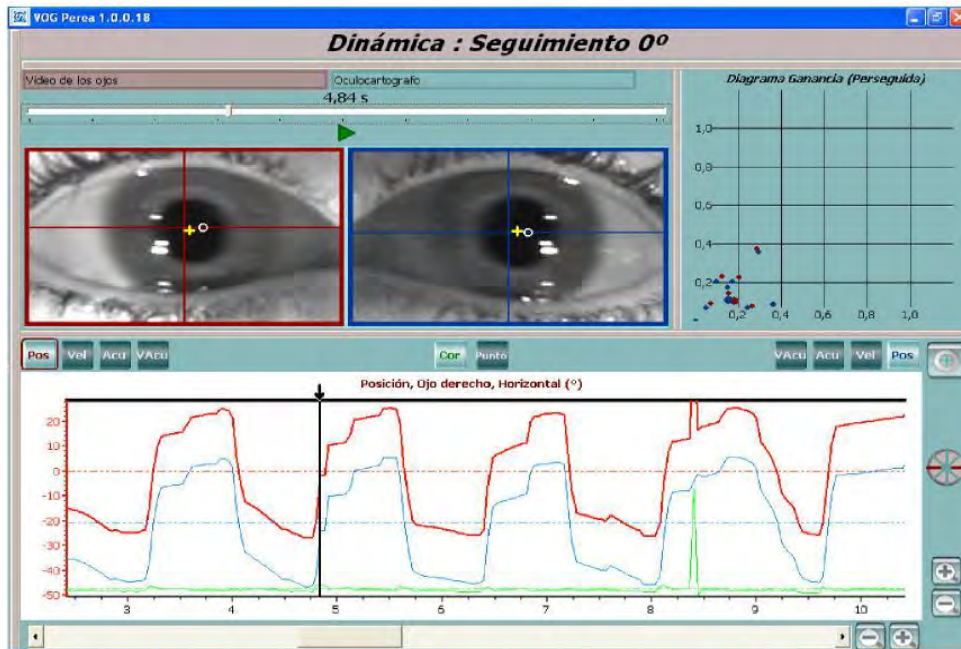 VOG Perea 1.0.0.18
Dinámica : Seguimiento 0º
Vídeo de los ojos
Oculocartografo
4,84 s
Diagrama Ganancia (Perseguida)
1,0
0,8
0,6
0,4
0,2
0,2 0,4 0,6 0,8 1,0
Pos Vel Acu VAcu Cor Punto VAcu Acu Vel Pos
Posición, Ojo derecho, Horizontal (º)
20
10
0
-10
-20
-30
-40
-50
3 4 5 6 7 8 9 10